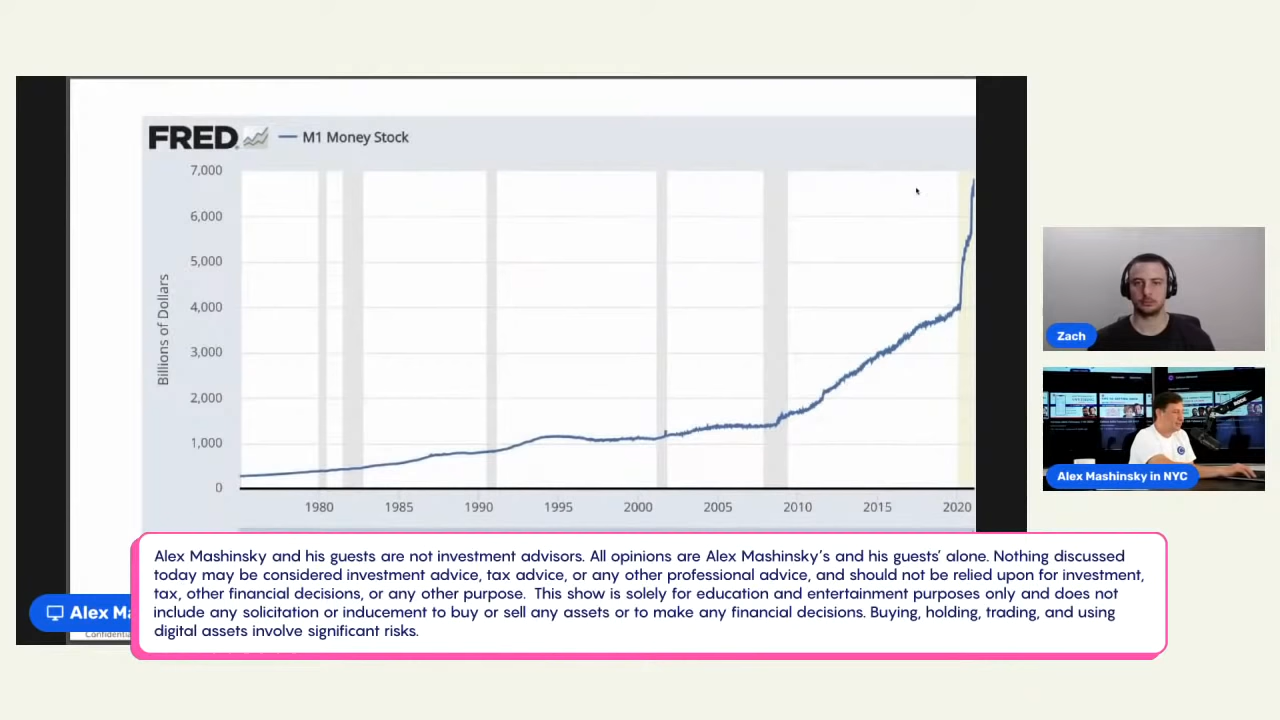 FRED
M1 Money Stock
7,000
6,000
5,000
4,000
3,000
2,000
1,000
0
Billions of Dollars
1980 1985 1990 1995 2000 2005 2010 2015 2020
Zach
Alex Mashinsky in NYC
Alex Ma
Confidential
Alex Mashinsky and his guests are not investment advisors. All opinions are Alex Mashinsky's and his guests' alone. Nothing discussed
today may be considered investment advice, tax advice, or any other professional advice, and should not be relied upon for investment,
tax, other financial decisions, or any other purpose. This show is solely for education and entertainment purposes only and does not
include any solicitation or inducement to buy or sell any assets or to make any financial decisions. Buying, holding, trading, and using
digital assets involve significant risks.